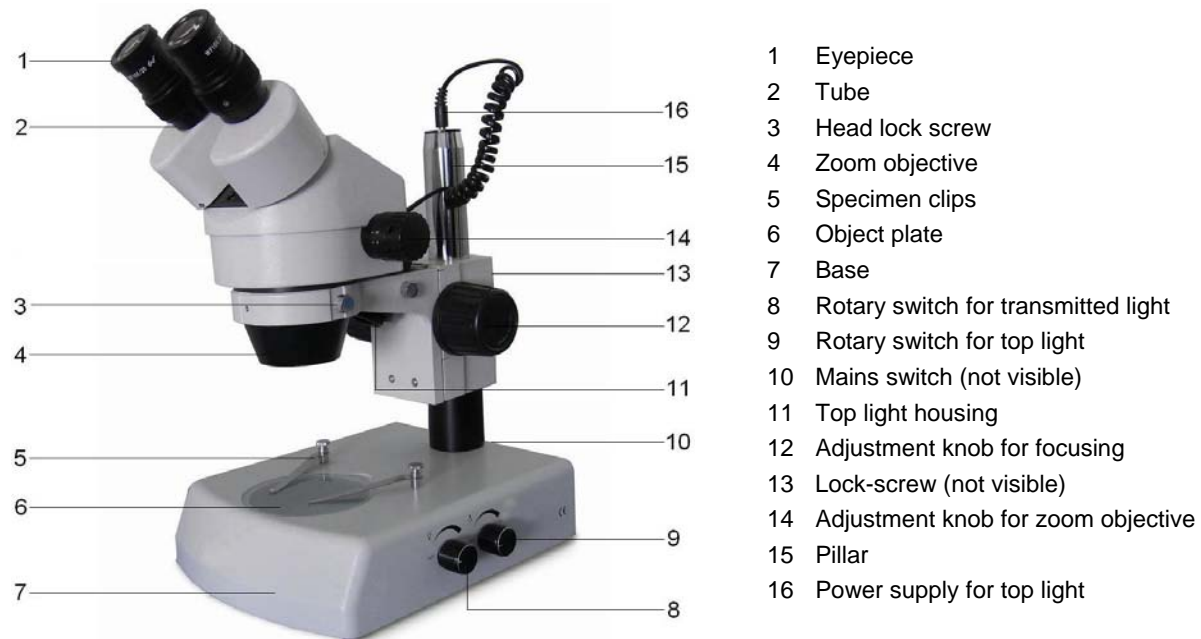 1
2
3
4
5
6
7
16
15
14
13
12
11
10
9
8
1 Eyepiece
2 Tube
3 Head lock screw
4 Zoom objective
5 Specimen clips
6 Object plate
7 Base
8 Rotary switch for transmitted light
9 Rotary switch for top light
10 Mains switch (not visible)
11 Top light housing
12 Adjustment knob for focusing
13 Lock-screw (not visible)
14 Adjustment knob for zoom objective
15 Pillar
16 Power supply for top light
CE